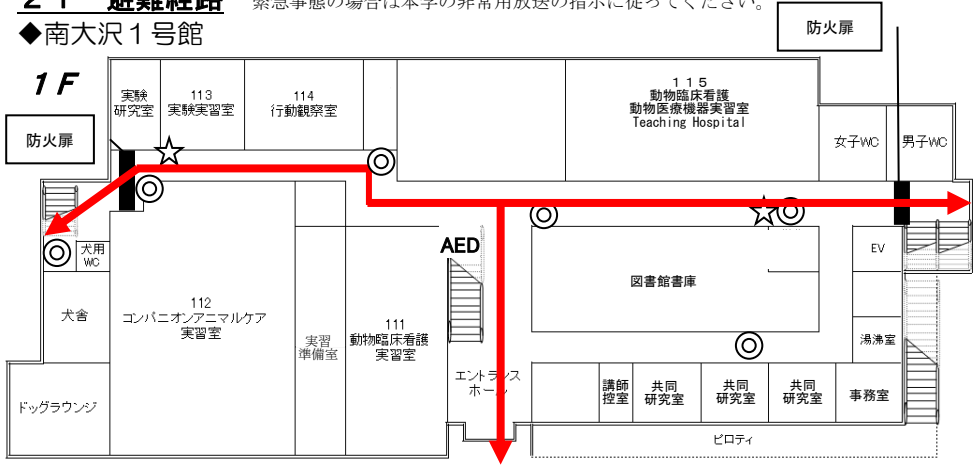 ２１　避難経路　緊急事態の場合は本学の非常用放送の指示に従ってください。
◆南大沢１号館
防火扉
１F
実験
研究室
113
実験実習室
114
行動観察室
１１５
動物臨床看護
動物医療機器実習室
Teaching Hospital
防火扉
女子WC
男子WC
犬用
WC
AED
EV
図書館書庫
犬舎
112
コンパニオンアニマルケア
実習室
実習
準備室
111
動物臨床看護
実習室
湯沸室
エントランス
ホール
講師
控室
共同
研究室
共同
研究室
共同
研究室
事務室
ドッグラウンジ
ピロティ